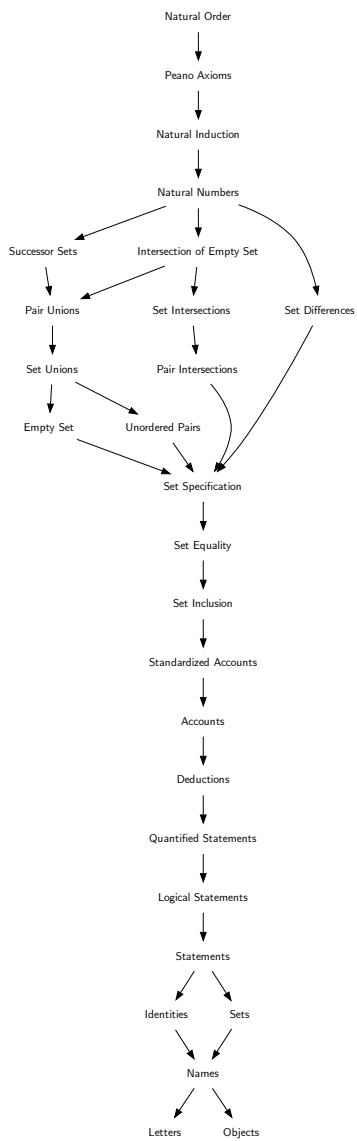 Natural Order
Peano Axioms
Natural Induction
Natural Numbers
Successor Sets
Intersection of Empty Set
Pair Unions
Set Intersections
Set Differences
Set Unions
Pair Intersections
Empty Set
Unordered Pairs
Set Specification
Set Equality
Set Inclusion
Standardized Accounts
Accounts
Deductions
Quantified Statements
Logical Statements
Statements
Identities
Sets
Names
Letters
Objects